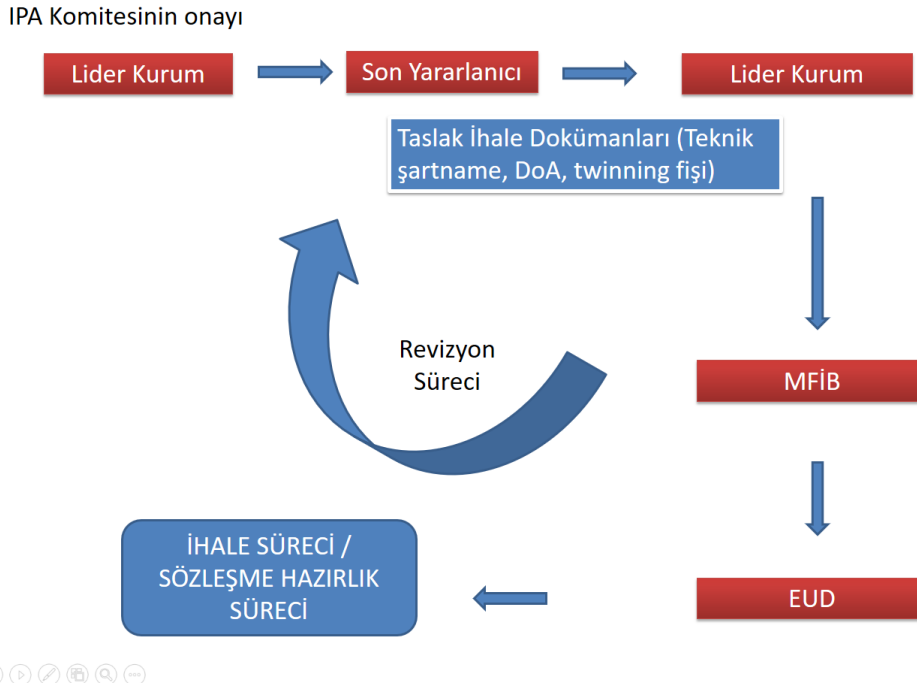 IPA Komitesinin onayı
Lider Kurum
Son Yararlanıcı
Lider Kurum
Taslak İhale Dokümanları (Teknik
şartname, DoA, twinning fişi)
Revizyon
Süreci
MFİB
İHALE SÜRECİ /
SÖZLEŞME HAZIRLIK
SÜRECİ
EUD